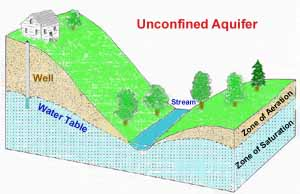 Unconfined Aquifer
Well
Water Table
Stream
Zone of Aeration
Zone of Saturation